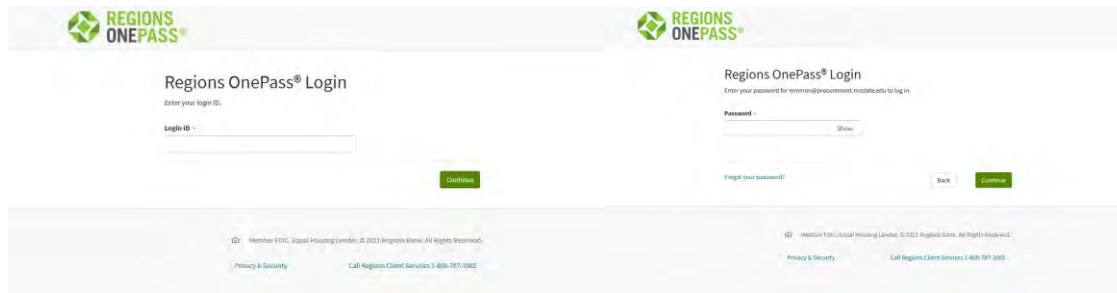 REGIONS
ONEPASS®
Regions OnePass® Login
Enter your login ID.
Login ID
Continue
Member FDIC. Equal Housing Lender. © 2023 Regions Bank. All Rights Reserved.
Privacy & Security Call Regions Client Services 1-800-787-3905
REGIONS
ONEPASS®
Regions OnePass® Login
Enter your password for @procurement.msstate.edu to log in.
Password
Show
Forgot your password?
Back Continue
Member FDIC. Equal Housing Lender. © 2023 Regions Bank. All Rights Reserved.
Privacy & Security Call Regions Client Services 1-800-787-3905